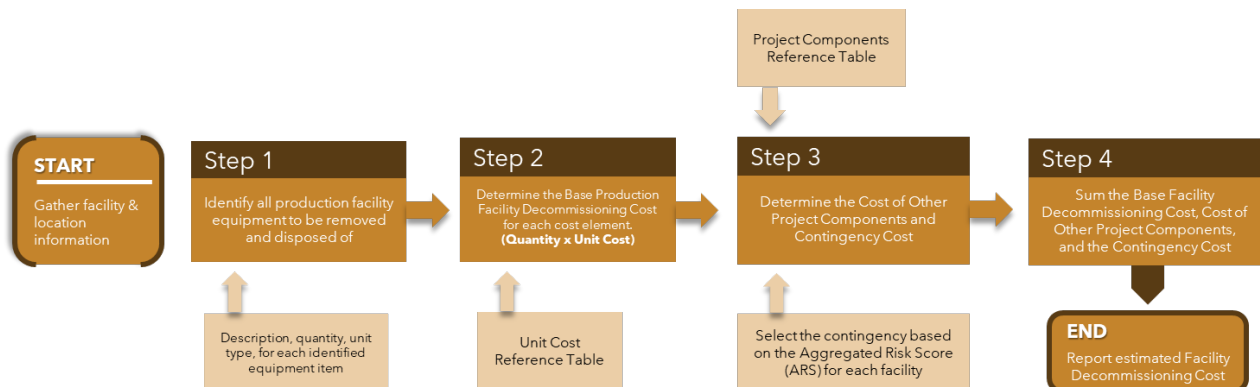 Project Components
Reference Table
START
Gather facility &
location
information
Step 1
Identify all production facility
equipment to be removed
and disposed of
Description, quantity, unit
type, for each identified
equipment item
Step 2
Determine the Base Production
Facility Decommissioning Cost
for each cost element.
(Quantity x Unit Cost)
Unit Cost
Reference Table
Step 3
Determine the Cost of Other
Project Components and
Contingency Cost
Select the contingency based
on the Aggregated Risk Score
(ARS) for each facility
Step 4
Sum the Base Facility
Decommissioning Cost, Cost of
Other Project Components,
and the Contingency Cost
END
Report estimated Facility
Decommissioning Cost